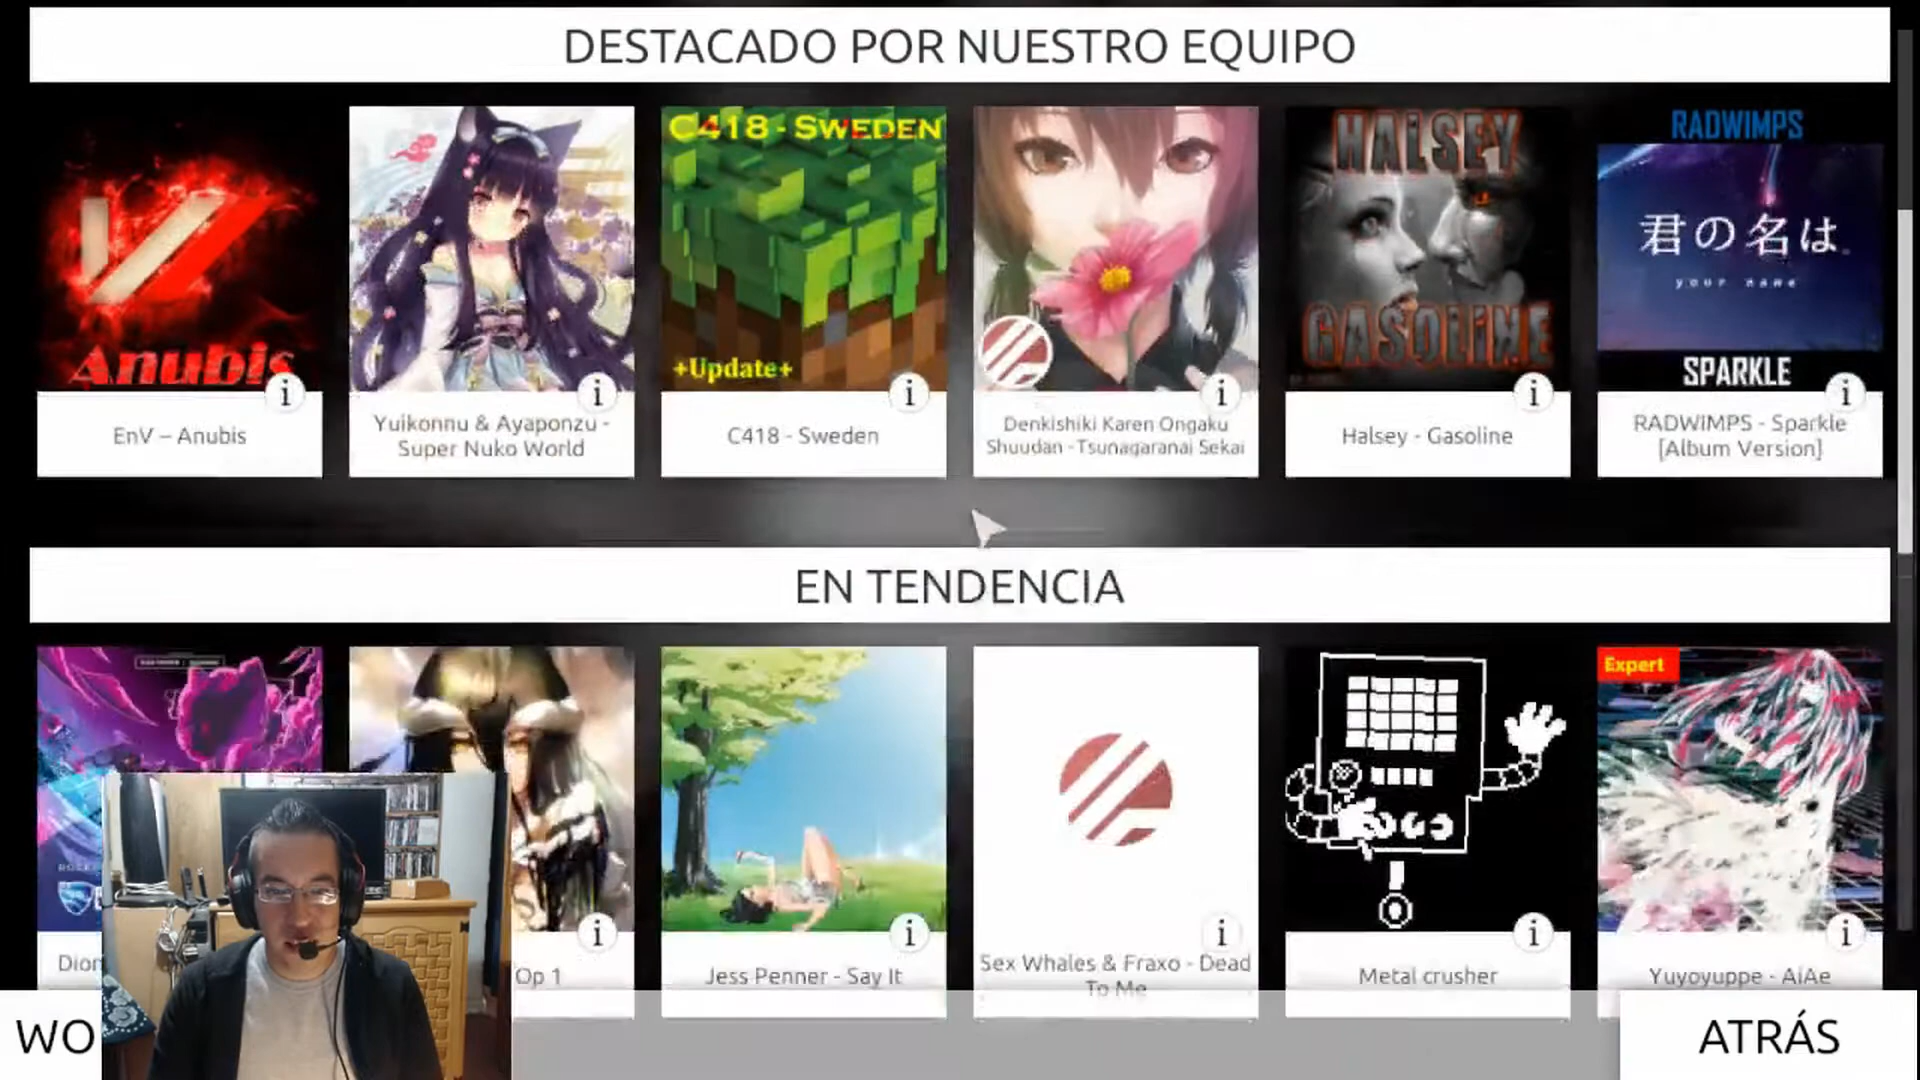 DESTACADO POR NUESTRO EQUIPO
C418 - SWEDEN
HALSEY
RADWIMPS
君の名は。
your name
Anubis
+Update+
GASOLINE
SPARKLE
i
i
i
i
i
i
EnV – Anubis
Yuikonnu & Ayaponzu -
Super Nuko World
C418 - Sweden
Denkishiki Karen Ongaku
Shuudan - Tsunagaranai Sekai
Halsey - Gasoline
RADWIMPS - Sparkle
[Album Version]
EN TENDENCIA
Expert
i
i
i
i
i
Dion
Op 1
Jess Penner - Say It
Sex Whales & Fraxo - Dead
To Me
Metal crusher
Yuyoyuppe - AiAe
WO
ATRÁS